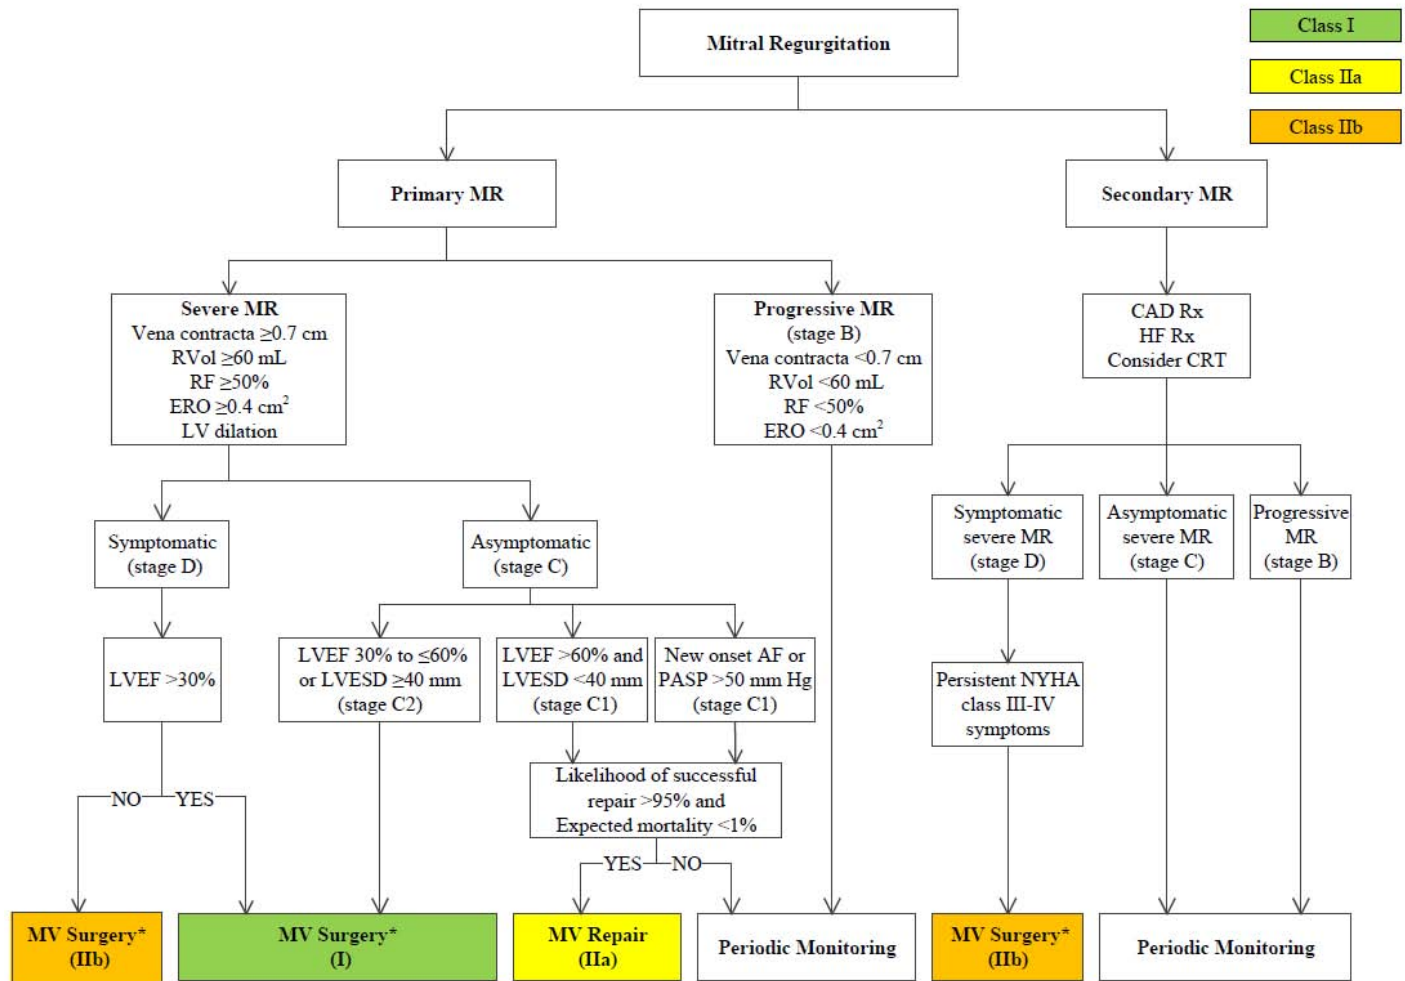 Mitral Regurgitation
Class I
Class IIa
Class IIb
Primary MR
Secondary MR
Severe MR
Vena contracta ≥0.7 cm
RVol ≥60 mL
RF ≥50%
ERO ≥0.4 cm²
LV dilation
Progressive MR
(stage B)
Vena contracta <0.7 cm
RVol <60 mL
RF <50%
ERO <0.4 cm²
CAD Rx
HF Rx
Consider CRT
Symptomatic
(stage D)
Asymptomatic
(stage C)
Symptomatic
severe MR
(stage D)
Asymptomatic
severe MR
(stage C)
Progressive
MR
(stage B)
LVEF >30%
LVEF 30% to ≤60%
or LVESD ≥40 mm
(stage C2)
LVEF >60% and
LVESD <40 mm
(stage C1)
New onset AF or
PASP >50 mm Hg
(stage C1)
Persistent NYHA
class III-IV
symptoms
Likelihood of successful
repair >95% and
Expected mortality <1%
NO
YES
YES
NO
MV Surgery*
(IIb)
MV Surgery*
(I)
MV Repair
(IIa)
Periodic Monitoring
MV Surgery*
(IIb)
Periodic Monitoring